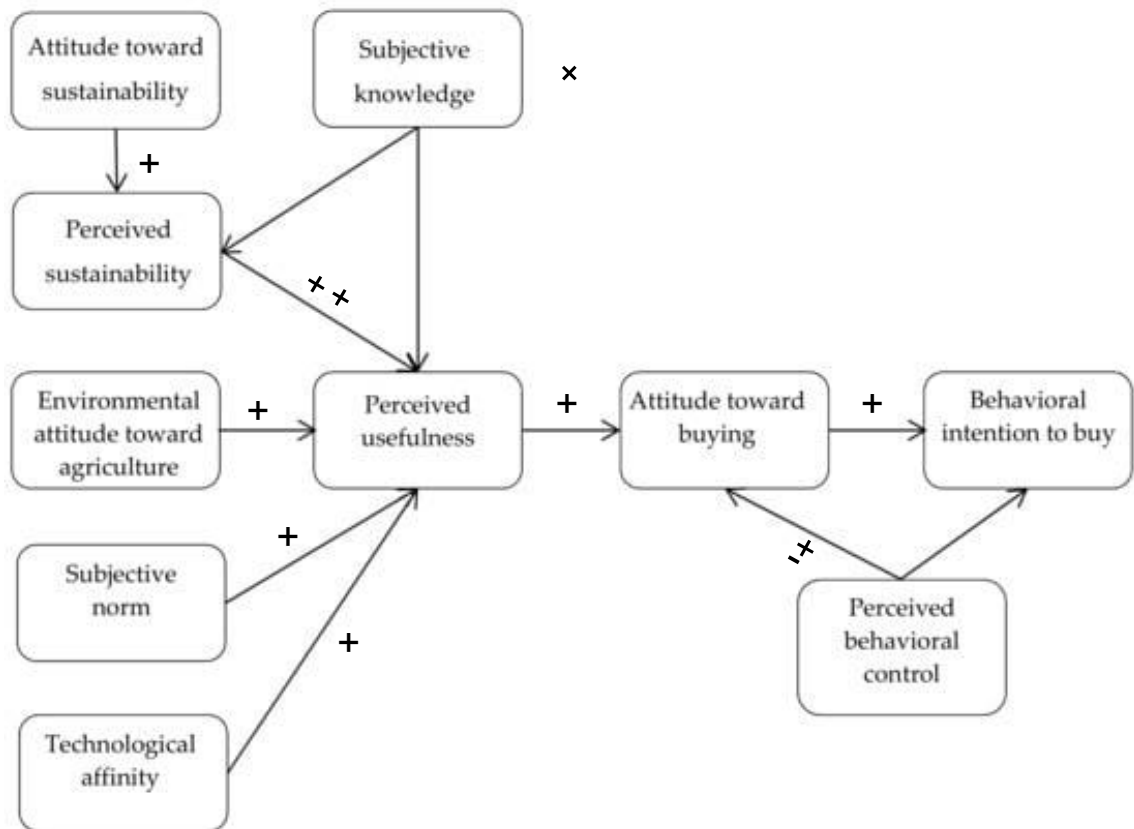 Attitude toward
sustainability
Subjective
knowledge
×
+
Perceived
sustainability
+ +
Environmental
attitude toward
agriculture
+
Perceived
usefulness
+
Attitude toward
buying
+
Behavioral
intention to buy
+
-+
Subjective
norm
Perceived
behavioral
control
+
Technological
affinity